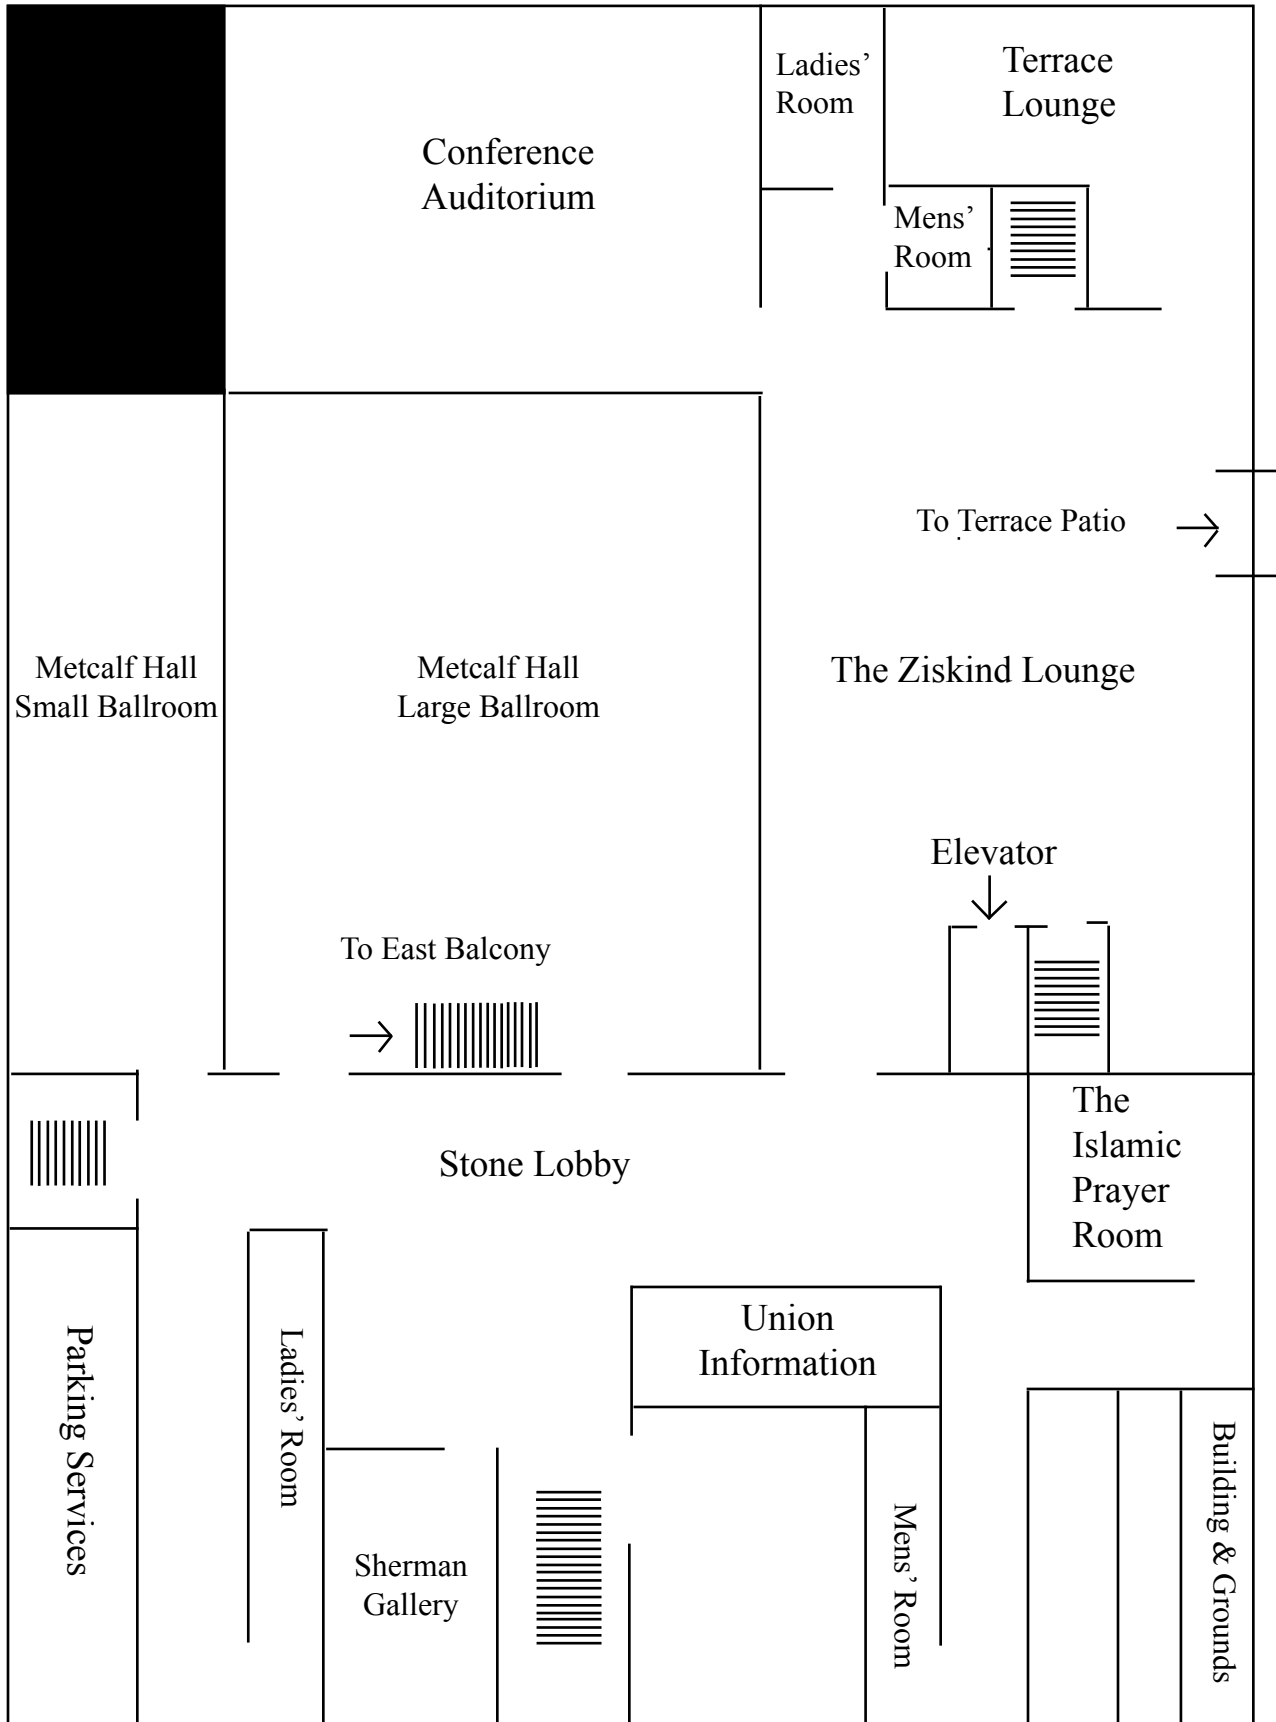 Ladies’
Room
Terrace
Lounge
Conference
Auditorium
Mens’
Room
To Terrace Patio
Metcalf Hall
Small Ballroom
Metcalf Hall
Large Ballroom
The Ziskind Lounge
Elevator
To East Balcony
The
Islamic
Prayer
Room
Stone Lobby
Union
Information
Parking Services
Ladies’ Room
Sherman
Gallery
Mens’ Room
Building & Grounds